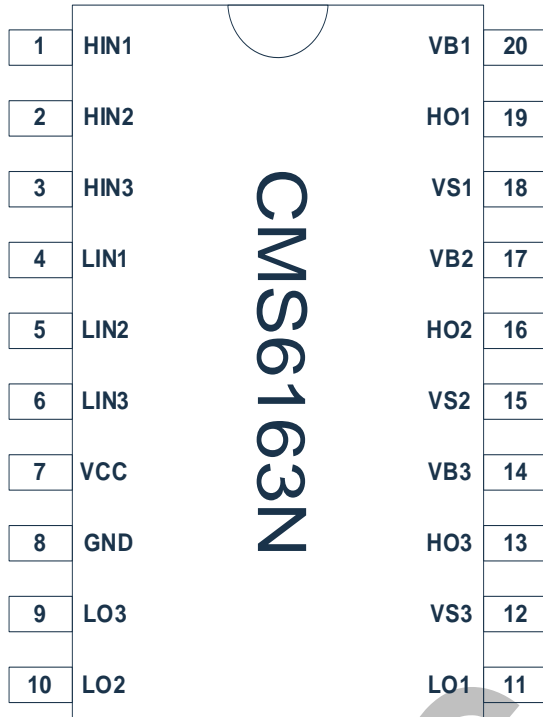 1 HIN1 VB1 20
2 HIN2 HO1 19
3 HIN3 VS1 18
4 LIN1 VB2 17
5 LIN2 HO2 16
6 LIN3 VS2 15
7 VCC VB3 14
8 GND HO3 13
9 LO3 VS3 12
10 LO2 LO1 11
CMS6163N